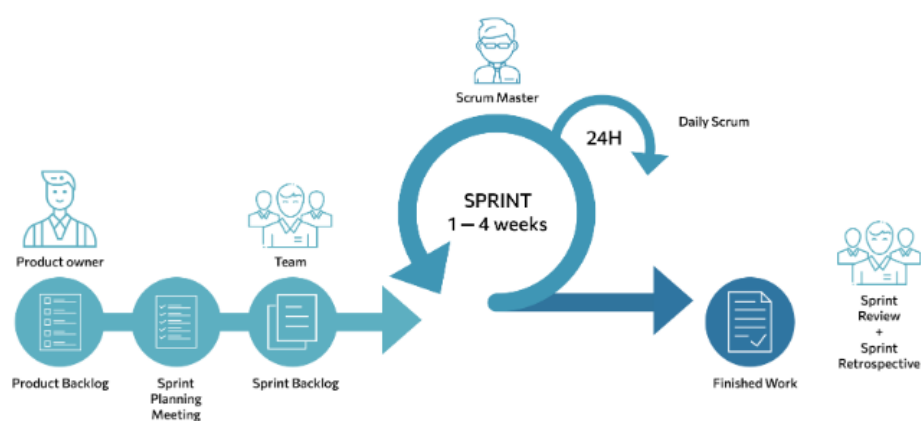 Scrum Master
24H
Daily Scrum
SPRINT
1 – 4 weeks
Product owner
Team
Product Backlog
Sprint
Planning
Meeting
Sprint Backlog
Finished Work
Sprint
Review
+
Sprint
Retrospective